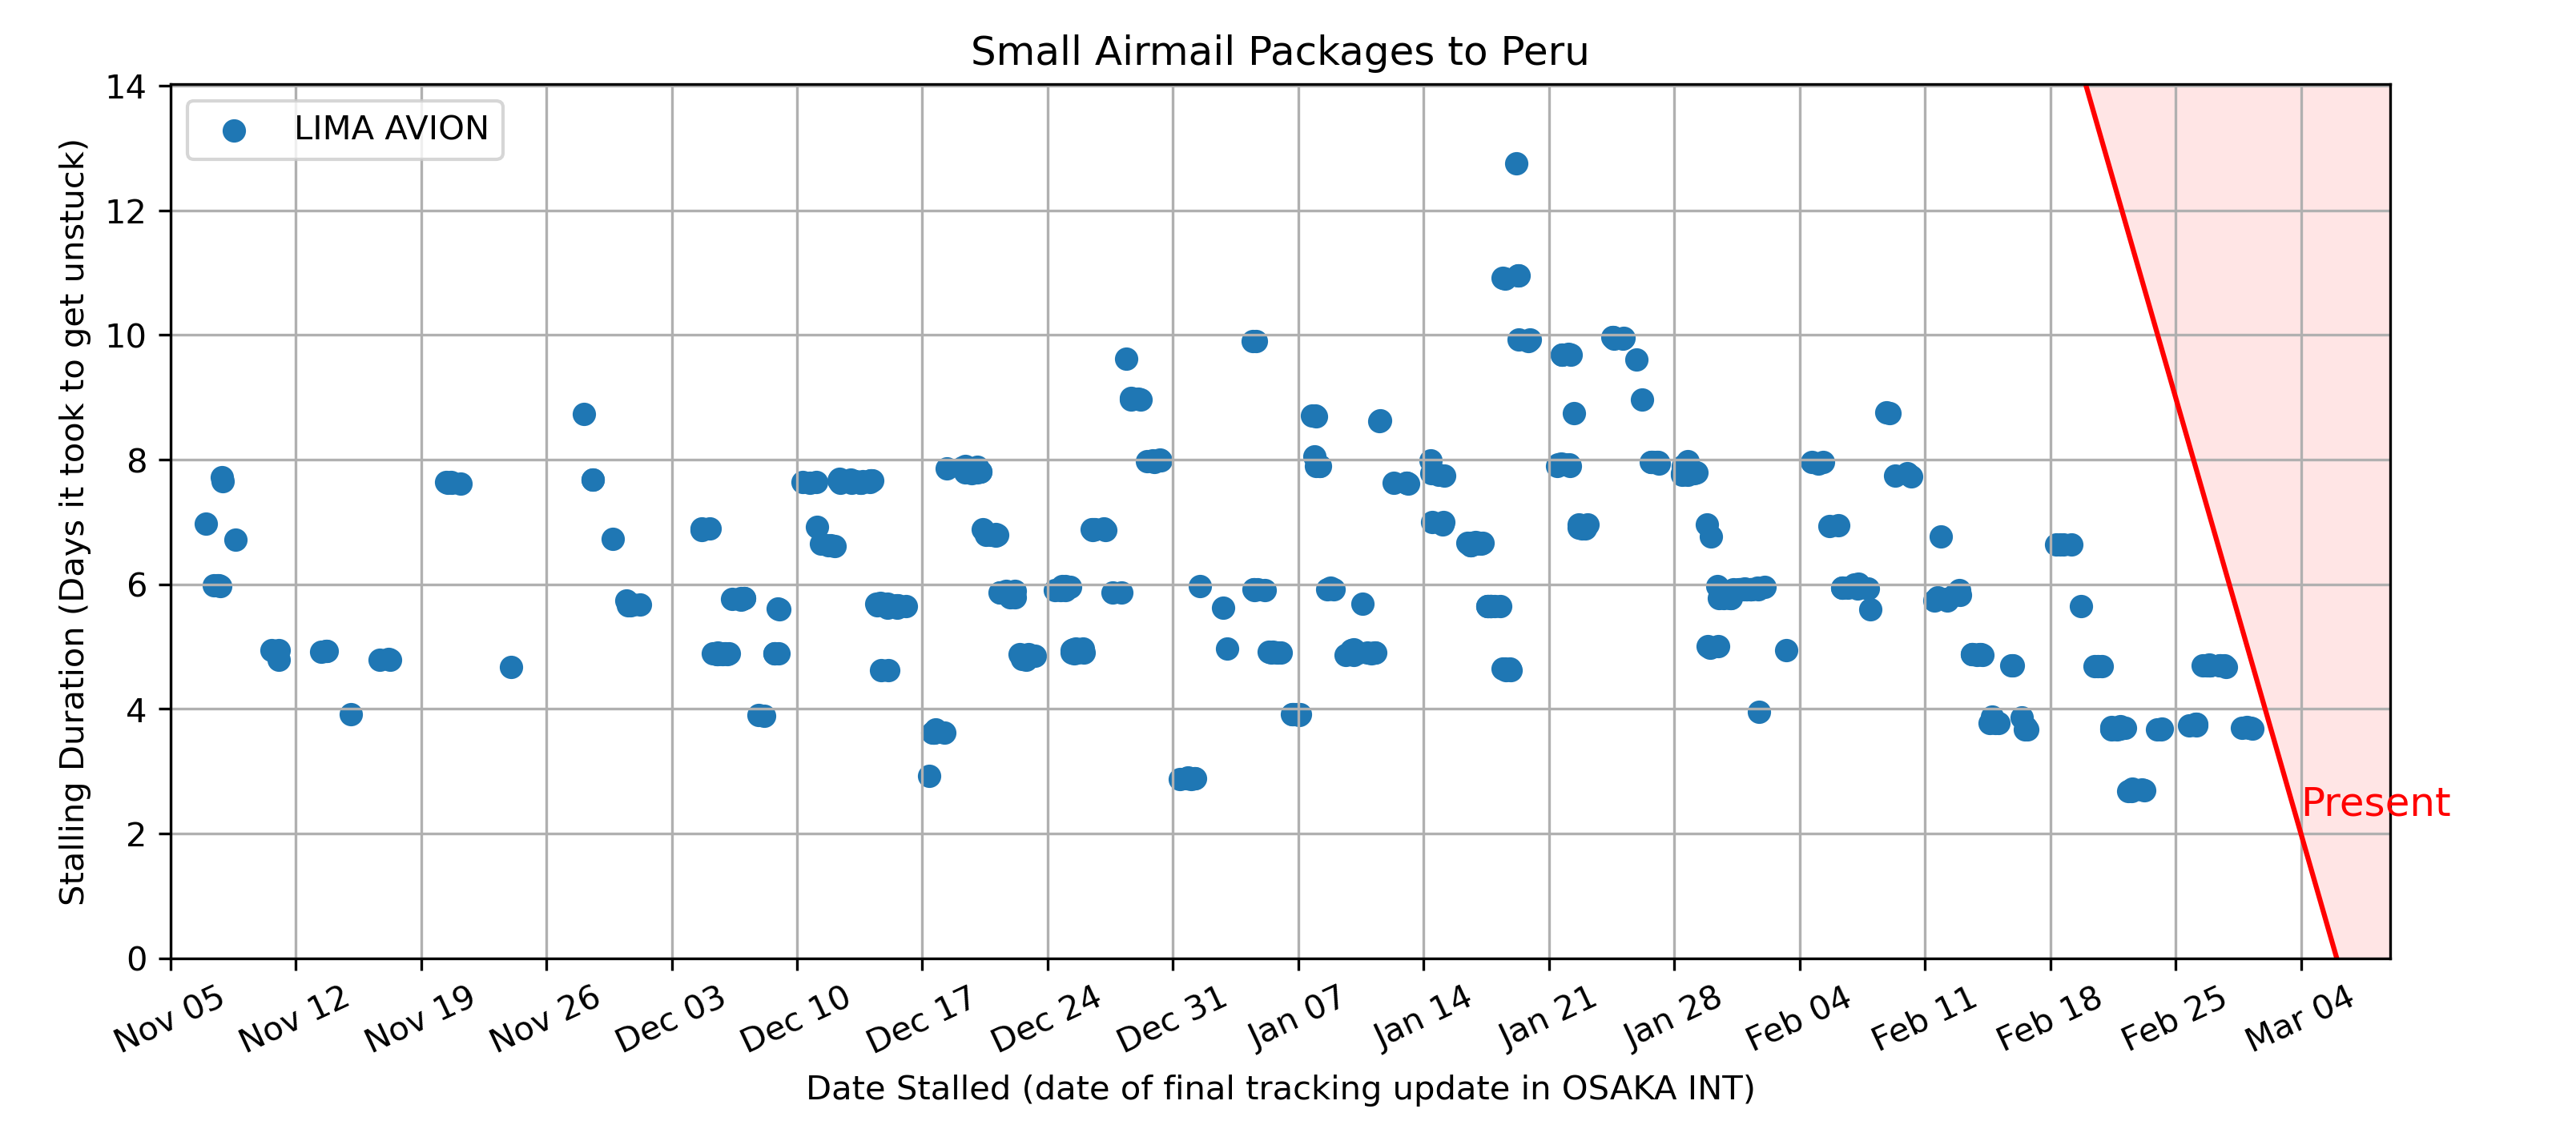 Small Airmail Packages to Peru
LIMA AVION
Stalling Duration (Days it took to get unstuck)
14
12
10
8
6
4
2
0
Present
Nov 05
Nov 12
Nov 19
Nov 26
Dec 03
Dec 10
Dec 17
Dec 24
Dec 31
Jan 07
Jan 14
Jan 21
Jan 28
Feb 04
Feb 11
Feb 18
Feb 25
Mar 04
Date Stalled (date of final tracking update in OSAKA INT)